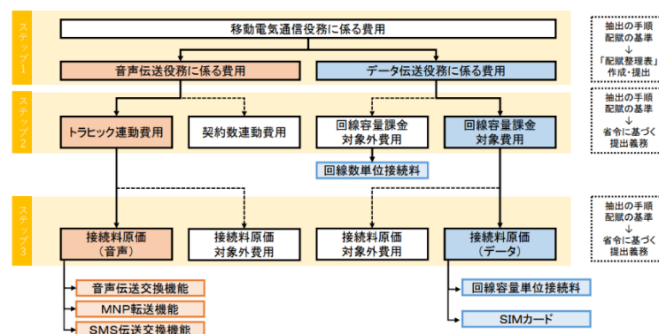 ステップ1
移動電気通信役務に係る費用
音声伝送役務に係る費用
データ伝送役務に係る費用
抽出の手順
配賦の基準
↓
「配賦整理表」
作成・提出
ステップ2
トラヒック連動費用
契約数連動費用
回線容量課金
対象外費用
回線容量課金
対象費用
回線数単位接続料
抽出の手順
配賦の基準
↓
省令に基づく
提出義務
ステップ3
接続料原価
(音声)
接続料原価
対象外費用
接続料原価
対象外費用
接続料原価
(データ)
抽出の手順
配賦の基準
↓
省令に基づく
提出義務
音声伝送交換機能
MNP転送機能
SMS伝送交換機能
回線容量単位接続料
SIMカード